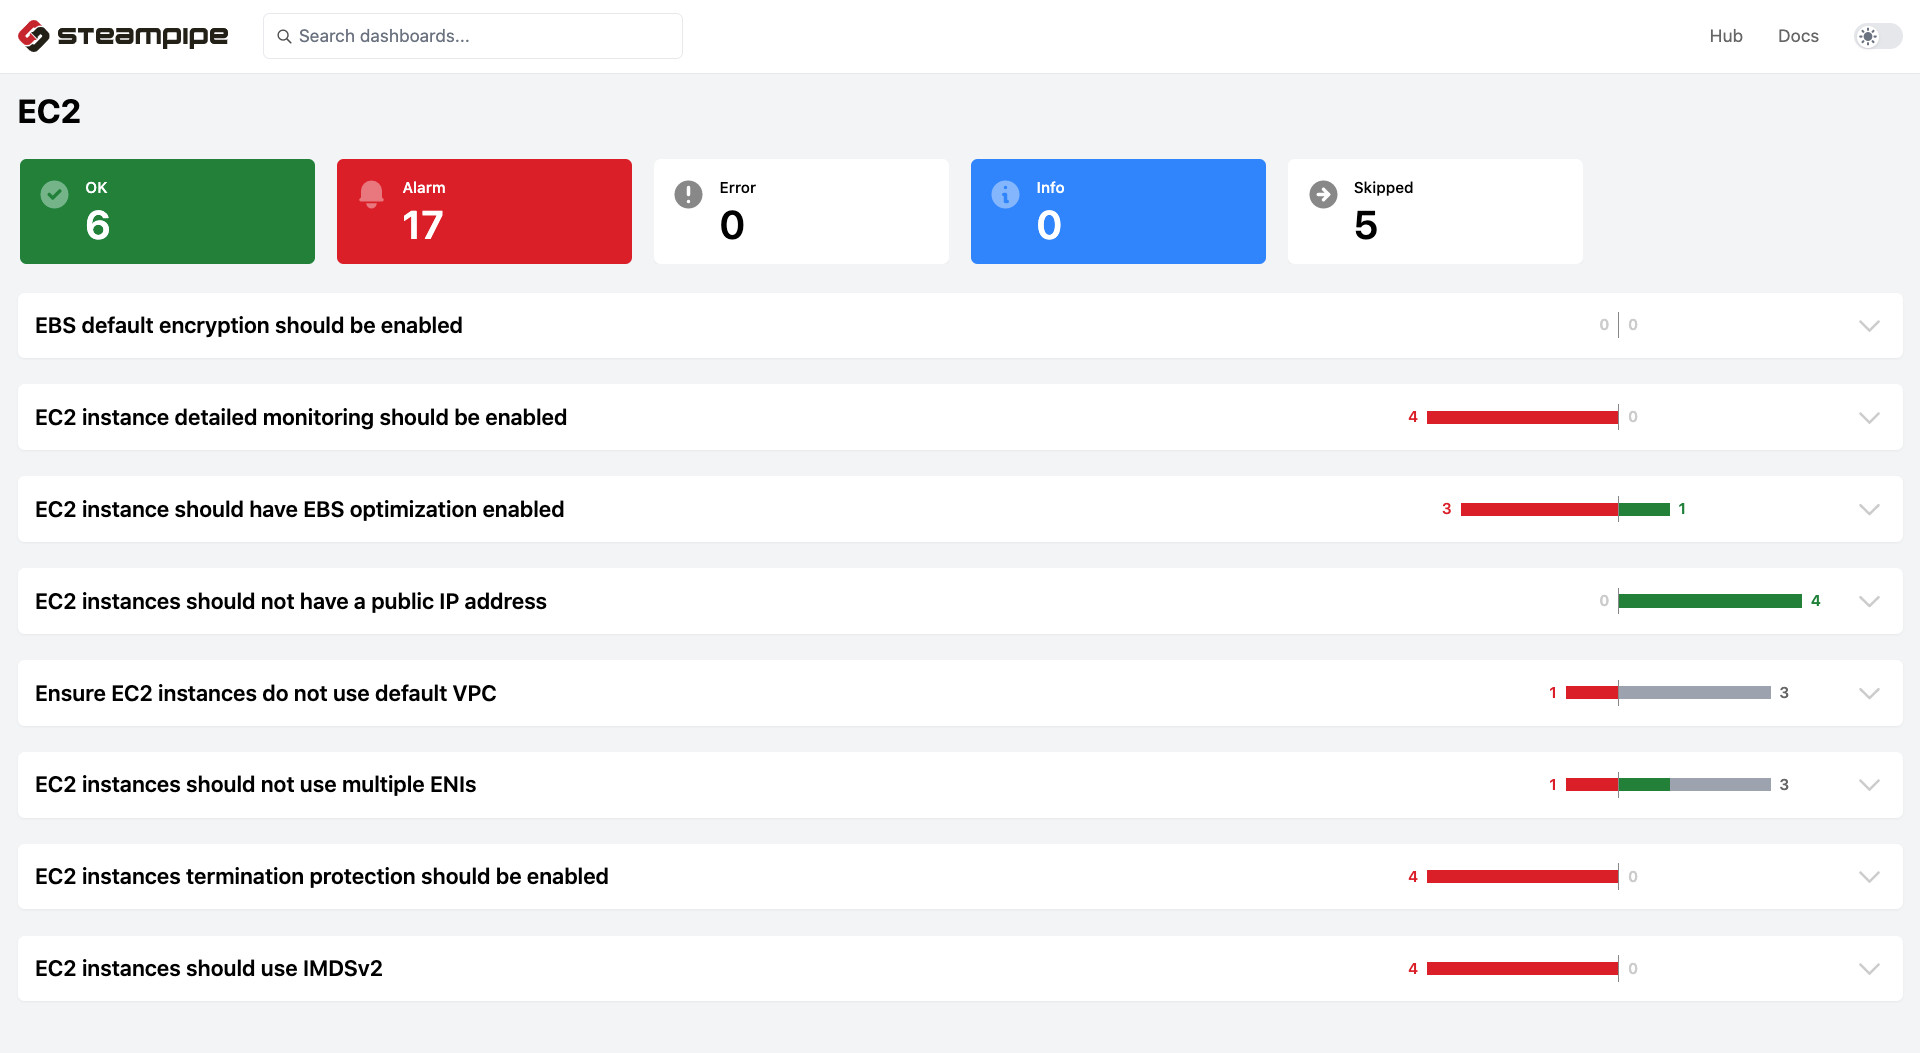 steampipe
Search dashboards...
Hub
Docs
EC2
OK
6
Alarm
17
Error
0
Info
0
Skipped
5
EBS default encryption should be enabled
0 0
EC2 instance detailed monitoring should be enabled
4 0
EC2 instance should have EBS optimization enabled
3 1
EC2 instances should not have a public IP address
0 4
Ensure EC2 instances do not use default VPC
1 3
EC2 instances should not use multiple ENIs
1 3
EC2 instances termination protection should be enabled
4 0
EC2 instances should use IMDSv2
4 0